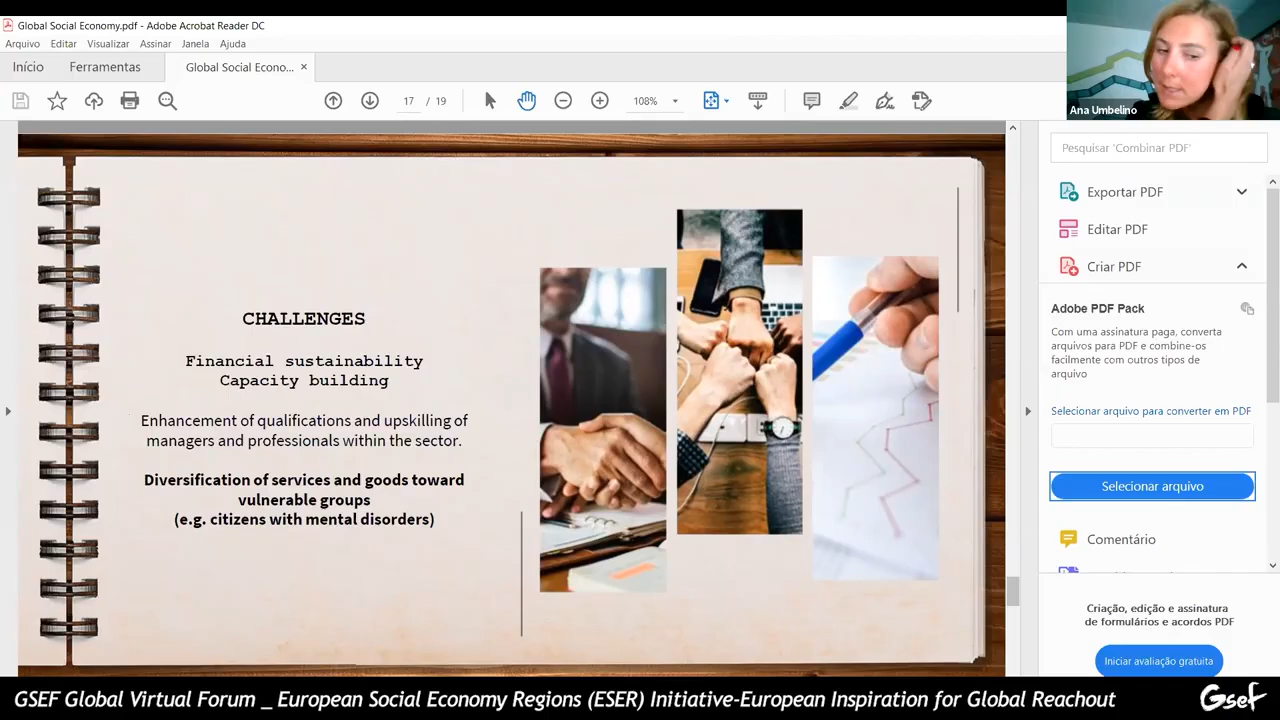 Global Social Economy.pdf - Adobe Acrobat Reader DC
Arquivo Editar Visualizar Assinar Janela Ajuda
Início Ferramentas Global Social Econo... ×
17 / 19 108%
Ana Umbelino
Pesquisar 'Combinar PDF'
Exportar PDF
Editar PDF
Criar PDF
Adobe PDF Pack
Com uma assinatura paga, converta
arquivos para PDF e combine-os
facilmente com outros tipos de
arquivo
Selecionar arquivo para converter em PDF
Selecionar arquivo
Comentário
Criação, edição e assinatura
de formulários e acordos PDF
Iniciar avaliação gratuita
CHALLENGES
Financial sustainability
Capacity building
Enhancement of qualifications and upskilling of
managers and professionals within the sector.
Diversification of services and goods toward
vulnerable groups
(e.g. citizens with mental disorders)
GSEF Global Virtual Forum _ European Social Economy Regions (ESER) Initiative-European Inspiration for Global Reachout
Gsef